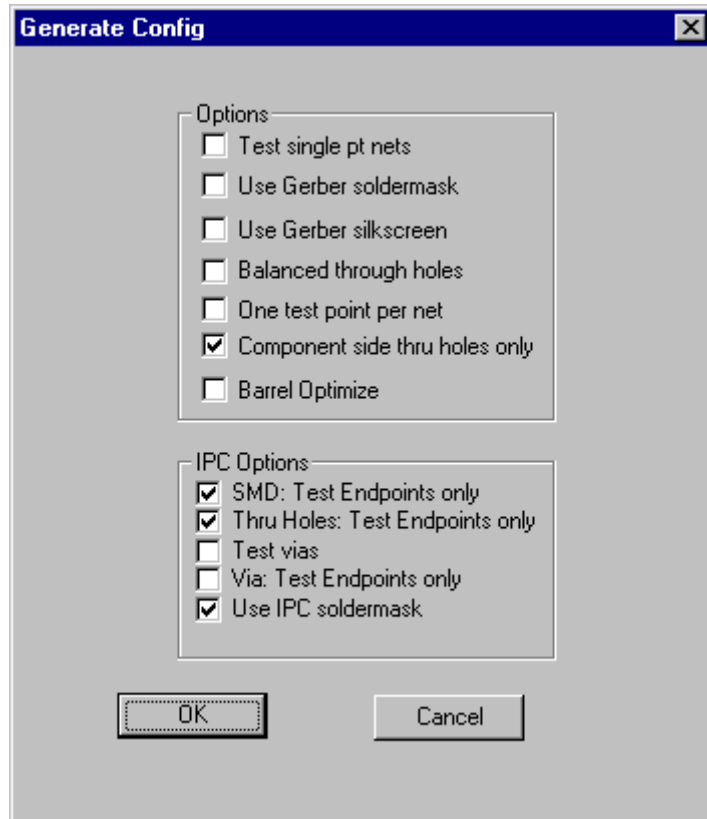 Generate Config
Options
Test single pt nets
Use Gerber soldermask
Use Gerber silkscreen
Balanced through holes
One test point per net
Component side thru holes only
Barrel Optimize
IPC Options
SMD: Test Endpoints only
Thru Holes: Test Endpoints only
Test vias
Via: Test Endpoints only
Use IPC soldermask
OK
Cancel